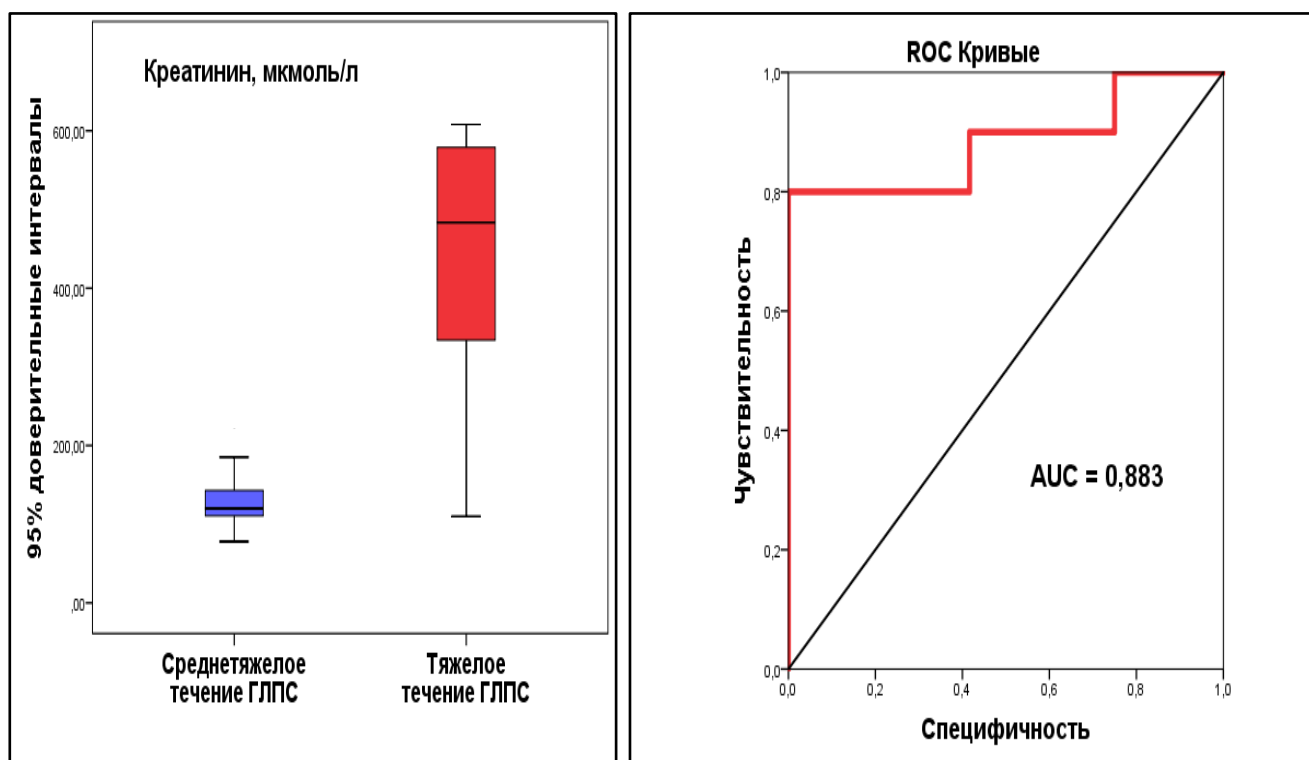 Креатинин, мкмоль/л
95% доверительные интервалы
600,00
400,00
200,00
,00
Среднетяжелое
течение ГЛПС
Тяжелое
течение ГЛПС
ROC Кривые
Чувствительность
1,0
0,8
0,6
0,4
0,2
0,0
AUC = 0,883
0,0 0,2 0,4 0,6 0,8 1,0
Специфичность